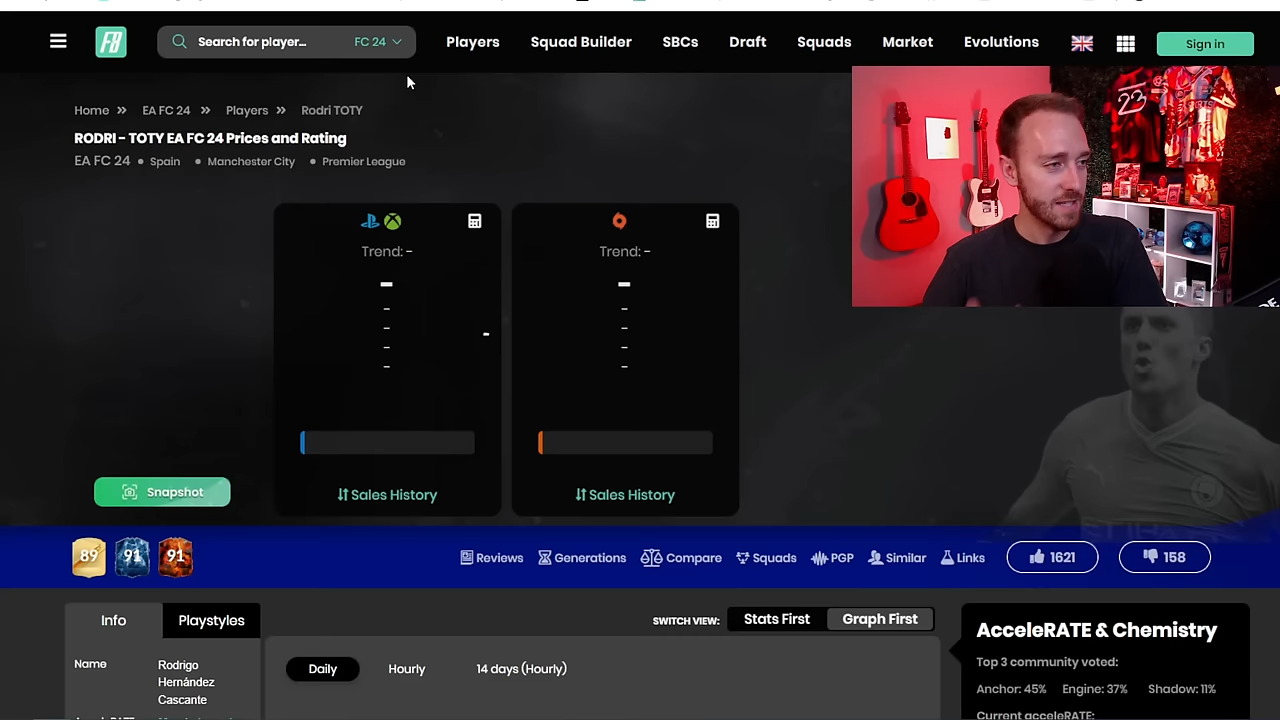 FB
Search for player...
FC 24
Players
Squad Builder
SBCs
Draft
Squads
Market
Evolutions
Sign in
Home » EA FC 24 » Players » Rodri TOTY
RODRI - TOTY EA FC 24 Prices and Rating
EA FC 24 • Spain • Manchester City • Premier League
23
Trend: -
Trend: -
Sales History
Sales History
Snapshot
89
91
91
Reviews
Generations
Compare
Squads
PGP
Similar
Links
1621
158
Info
Playstyles
SWITCH VIEW:
Stats First
Graph First
AcceleRATE & Chemistry
Name
Rodrigo
Hernández
Cascante
Daily
Hourly
14 days (Hourly)
Top 3 community voted:
Anchor: 45%
Engine: 37%
Shadow: 11%
Current acceleRATE: